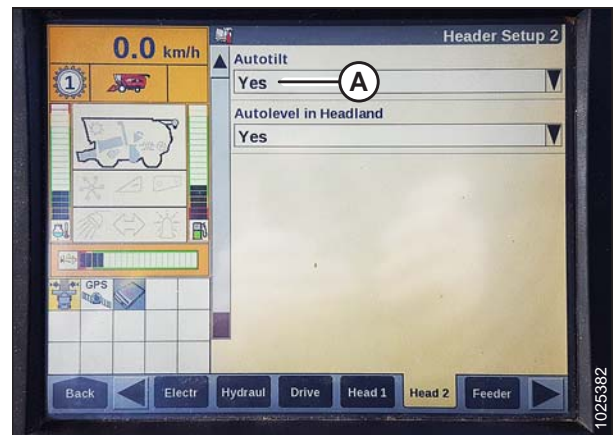 0.0 km/h
Header Setup 2
1
Autotilt
Yes
A
Autolevel in Headland
Yes
GPS
Back
Electr
Hydraul
Drive
Head 1
Head 2
Feeder
1025382